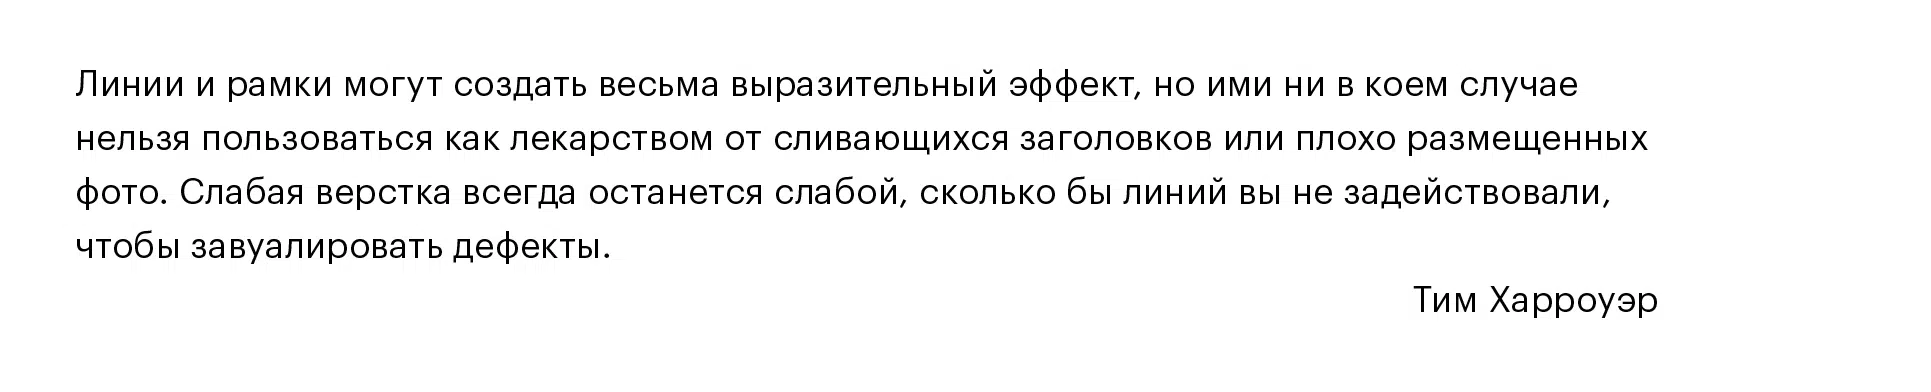 Линии и рамки могут создать весьма выразительный эффект, но ими ни в коем случае
нельзя пользоваться как лекарством от сливающихся заголовков или плохо размещенных
фото. Слабая верстка всегда останется слабой, сколько бы линий вы не задействовали,
чтобы завуалировать дефекты.
Тим Харроуэр